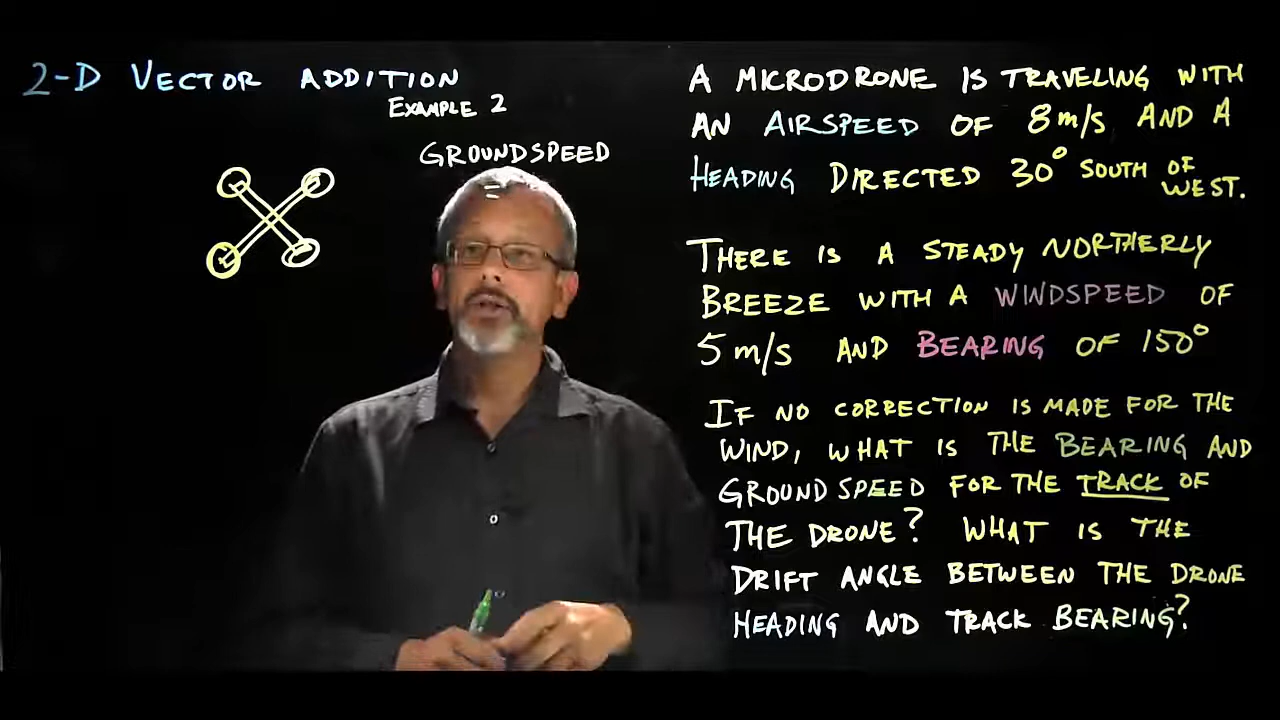 2-D VECTOR ADDITION
EXAMPLE 2
GROUNDSPEED
A MICRODRONE IS TRAVELING WITH
AN AIRSPEED OF 8 m/s AND A
HEADING DIRECTED 30° SOUTH OF WEST.
THERE IS A STEADY NORTHERLY
BREEZE WITH A WINDSPEED OF
5 m/s AND BEARING OF 150°
IF NO CORRECTION IS MADE FOR THE
WIND, WHAT IS THE BEARING AND
GROUND SPEED FOR THE TRACK OF
THE DRONE? WHAT IS THE
DRIFT ANGLE BETWEEN THE DRONE
HEADING AND TRACK BEARING?